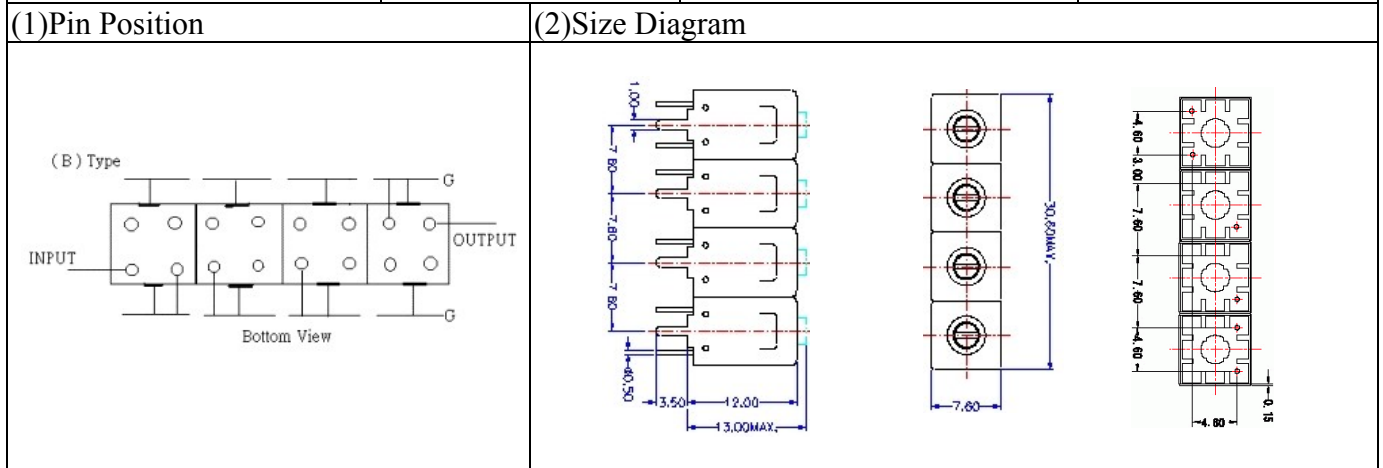 (1)Pin Position
(2)Size Diagram
(B) Type
G
INPUT
OUTPUT
G
Bottom View
1.00
7.60
7.60
7.60
Φ0.50
3.50
12.00
13.00MAX.
30.60MAX.
7.60
4.60
3.00
7.60
7.60
4.60
4.60
0.15